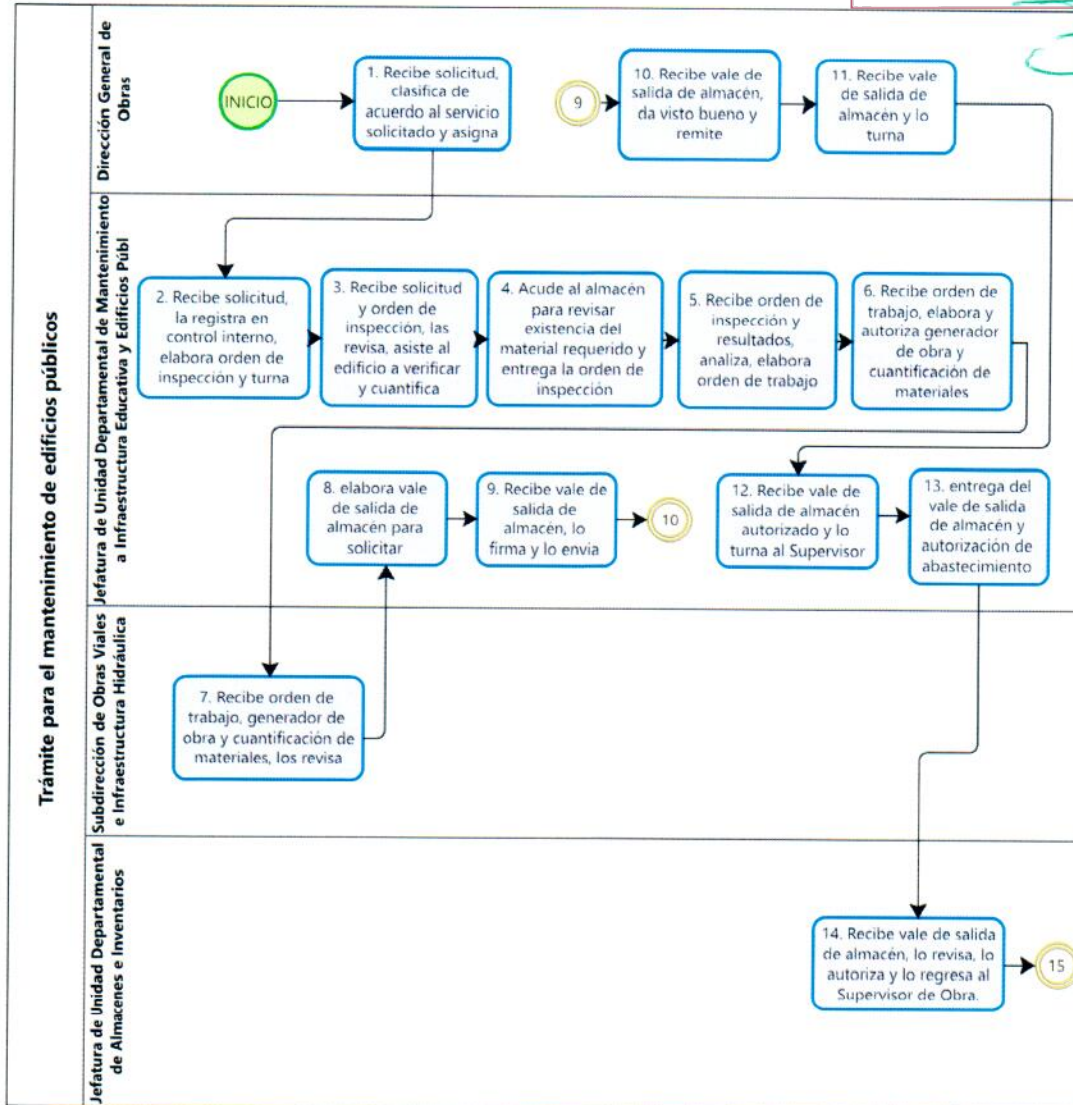 Trámite para el mantenimiento de edificios públicos
Dirección General de
Obras
INICIO
1. Recibe solicitud,
clasifica de
acuerdo al servicio
solicitado y asigna
9
10. Recibe vale de
salida de almacén,
da visto bueno y
remite
11. Recibe vale
de salida de
almacén y lo
turna
Jefatura de Unidad Departamental de Mantenimiento
a Infraestructura Educativa y Edificios Públ
2. Recibe solicitud,
la registra en
control interno,
elabora orden de
inspección y turna
3. Recibe solicitud
y orden de
inspección, las
revisa, asiste al
edificio a verificar
y cuantifica
4. Acude al almacén
para revisar
existencia del
material requerido y
entrega la orden de
inspección
5. Recibe orden de
inspección y
resultados,
analiza, elabora
orden de trabajo
6. Recibe orden de
trabajo, elabora y
autoriza generador
de obra y
cuantificación de
materiales
8. elabora vale
de salida de
almacén para
solicitar
9. Recibe vale de
salida de
almacén, lo
firma y lo envia
10
12. Recibe vale de
salida de almacén
autorizado y lo
turna al Supervisor
13. entrega del
vale de salida
de almacén y
autorización de
abastecimiento
Subdirección de Obras Viales
e Infraestructura Hidráulica
7. Recibe orden de
trabajo, generador de
obra y cuantificación de
materiales, los revisa
Jefatura de Unidad Departamental
de Almacenes e Inventarios
14. Recibe vale de salida
de almacén, lo revisa, lo
autoriza y lo regresa al
Supervisor de Obra.
15